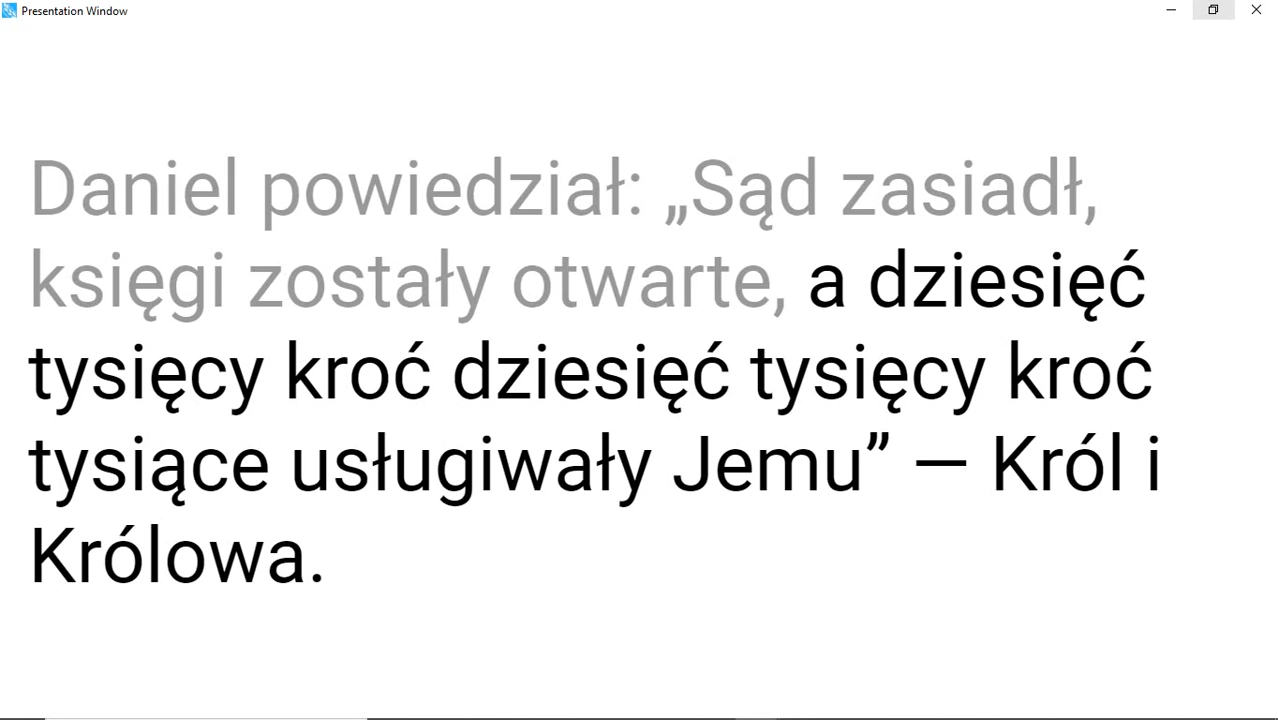 Presentation Window
Daniel powiedział: „Sąd zasiadł,
księgi zostały otwarte, a dziesięć
tysięcy kroć dziesięć tysięcy kroć
tysiące usługiwały Jemu” — Król i
Królowa.